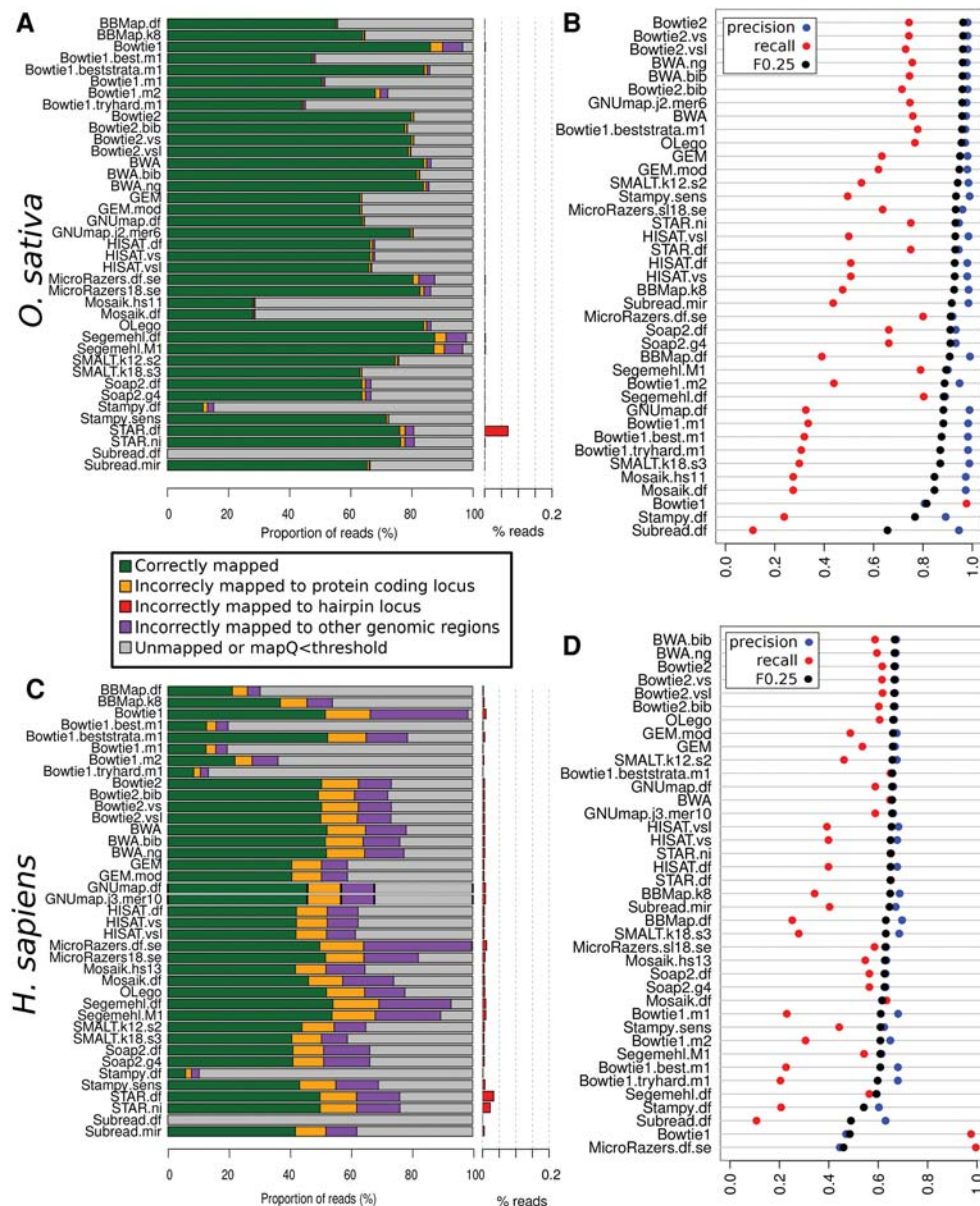 A
O. sativa
BBMap.df
BBMap.k8
Bowtie1
Bowtie1.best.m1
Bowtie1.beststrata.m1
Bowtie1.m1
Bowtie1.m2
Bowtie1.tryhard.m1
Bowtie2
Bowtie2.bib
Bowtie2.vs
Bowtie2.vsl
BWA
BWA.bib
BWA.ng
GEM
GEM.mod
GNUmap.df
GNUmap.j2.mer6
HISAT.df
HISAT.vs
HISAT.vsl
MicroRazers.df.se
MicroRazers18.se
Mosaik.hs11
Mosaik.df
OLego
Segemehl.df
Segemehl.M1
SMALT.k12.s2
SMALT.k18.s3
Soap2.df
Soap2.g4
Stampy.df
Stampy.sens
STAR.df
STAR.ni
Subread.df
Subread.mir
0 20 40 60 80 100 0.2
Proportion of reads (%) % reads
B
precision
recall
F0.25
Bowtie2
Bowtie2.vs
Bowtie2.vsl
BWA.ng
BWA.bib
Bowtie2.bib
GNUmap.j2.mer6
BWA
Bowtie1.beststrata.m1
OLego
GEM
GEM.mod
SMALT.k12.s2
Stampy.sens
MicroRazers.sl18.se
STAR.ni
HISAT.vsl
STAR.df
HISAT.df
HISAT.vs
BBMap.k8
Subread.mir
MicroRazers.df.se
Soap2.df
Soap2.g4
BBMap.df
Segemehl.M1
Bowtie1.m2
Segemehl.df
GNUmap.df
Bowtie1.m1
Bowtie1.best.m1
Bowtie1.tryhard.m1
SMALT.k18.s3
Mosaik.hs11
Mosaik.df
Bowtie1
Stampy.df
Subread.df
0.0 0.2 0.4 0.6 0.8 1.0
Correctly mapped
Incorrecly mapped to protein coding locus
Incorrectly mapped to hairpin locus
Incorrectly mapped to other genomic regions
Unmapped or mapQ<threshold
C
H. sapiens
BBMap.df
BBMap.k8
Bowtie1
Bowtie1.best.m1
Bowtie1.beststrata.m1
Bowtie1.m1
Bowtie1.m2
Bowtie1.tryhard.m1
Bowtie2
Bowtie2.bib
Bowtie2.vs
Bowtie2.vsl
BWA
BWA.bib
BWA.ng
GEM
GEM.mod
GNUmap.df
GNUmap.j3.mer10
HISAT.df
HISAT.vs
HISAT.vsl
MicroRazers.df.se
MicroRazers18.se
Mosaik.hs13
Mosaik.df
OLego
Segemehl.df
Segemehl.M1
SMALT.k12.s2
SMALT.k18.s3
Soap2.df
Soap2.g4
Stampy.df
Stampy.sens
STAR.df
STAR.ni
Subread.df
Subread.mir
0 20 40 60 80 100 0.2
Proportion of reads (%) % reads
D
precision
recall
F0.25
BWA.bib
BWA.ng
Bowtie2
Bowtie2.vs
Bowtie2.vsl
Bowtie2.bib
OLego
GEM.mod
GEM
SMALT.k12.s2
Bowtie1.beststrata.m1
GNUmap.df
BWA
GNUmap.j3.mer10
HISAT.vsl
HISAT.vs
STAR.ni
HISAT.df
STAR.df
BBMap.k8
Subread.mir
BBMap.df
SMALT.k18.s3
MicroRazers.sl18.se
Mosaik.hs13
Soap2.df
Soap2.g4
Mosaik.df
Bowtie1.m1
Stampy.sens
Bowtie1.m2
Segemehl.M1
Bowtie1.best.m1
Bowtie1.tryhard.m1
Segemehl.df
Stampy.df
Subread.df
Bowtie1
MicroRazers.df.se
0.0 0.2 0.4 0.6 0.8 1.0